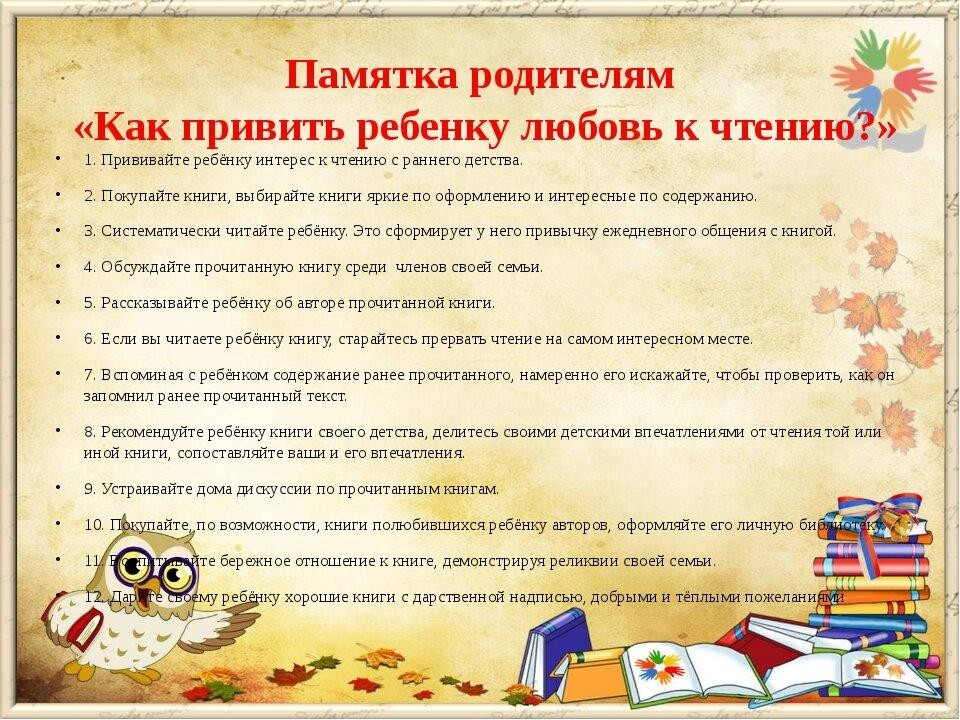 Памятка родителям
«Как привить ребенку любовь к чтению?»
• 1. Прививайте ребёнку интерес к чтению с раннего детства.
• 2. Покупайте книги, выбирайте книги яркие по оформлению и интересные по содержанию.
• 3. Систематически читайте ребёнку. Это сформирует у него привычку ежедневного общения с книгой.
• 4. Обсуждайте прочитанную книгу среди членов своей семьи.
• 5. Рассказывайте ребёнку об авторе прочитанной книги.
• 6. Если вы читаете ребёнку книгу, старайтесь прервать чтение на самом интересном месте.
• 7. Вспоминая с ребёнком содержание ранее прочитанного, намеренно его искажайте, чтобы проверить, как он
запомнил ранее прочитанный текст.
• 8. Рекомендуйте ребёнку книги своего детства, делитесь своими детскими впечатлениями от чтения той или
иной книги, сопоставляйте ваши и его впечатления.
• 9. Устраивайте дома дискуссии по прочитанным книгам.
• 10. Покупайте, по возможности, книги полюбившихся ребёнку авторов, оформляйте его личную библиотеку.
• 11. Воспитывайте бережное отношение к книге, демонстрируя реликвии своей семьи.
• 12. Дарите своему ребёнку хорошие книги с дарственной надписью, добрыми и тёплыми пожеланиями